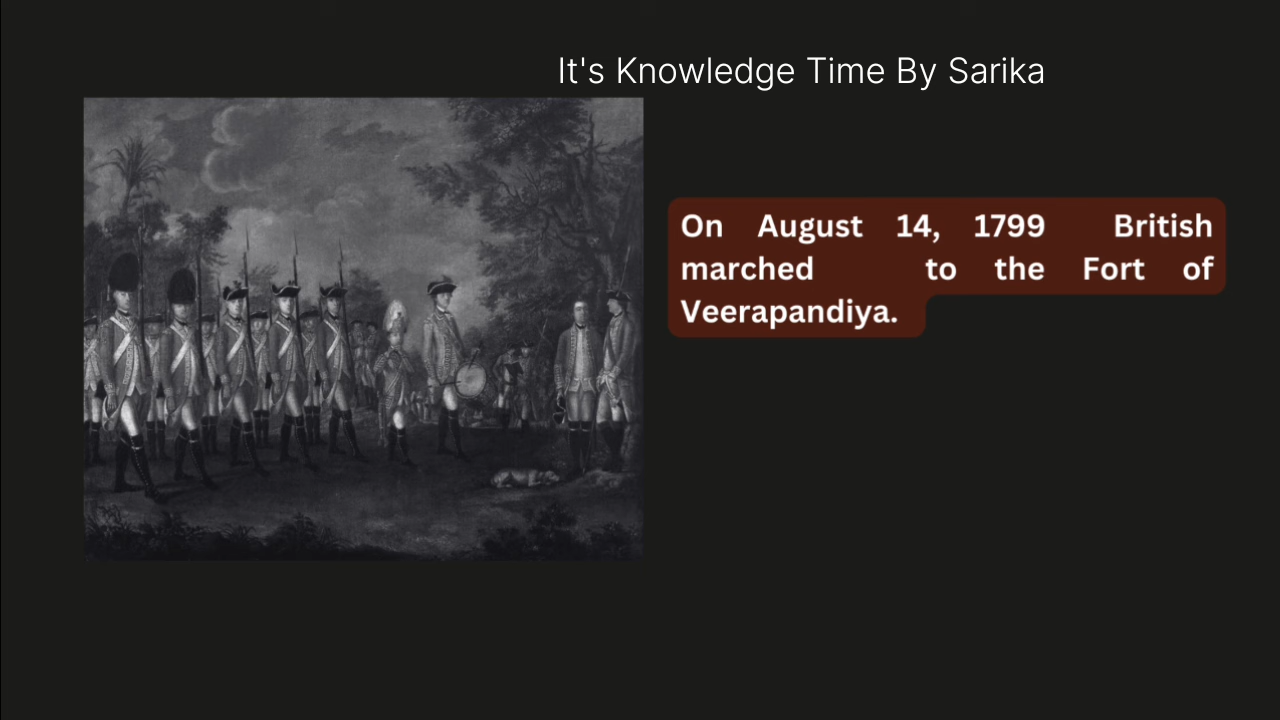 It's Knowledge Time By Sarika
On August 14, 1799 British
marched to the Fort of
Veerapandiya.